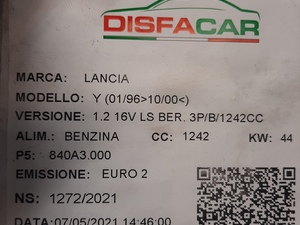 DISFACAR
MARCA: LANCIA
MODELLO: Y (01/96>10/00<)
VERSIONE: 1.2 16V LS BER. 3P/B/1242CC
ALIM.: BENZINA CC: 1242 KW: 44
P5: 840A3.000
EMISSIONE: EURO 2
NS: 1272/2021
DATA:07/05/2021 14:46:00